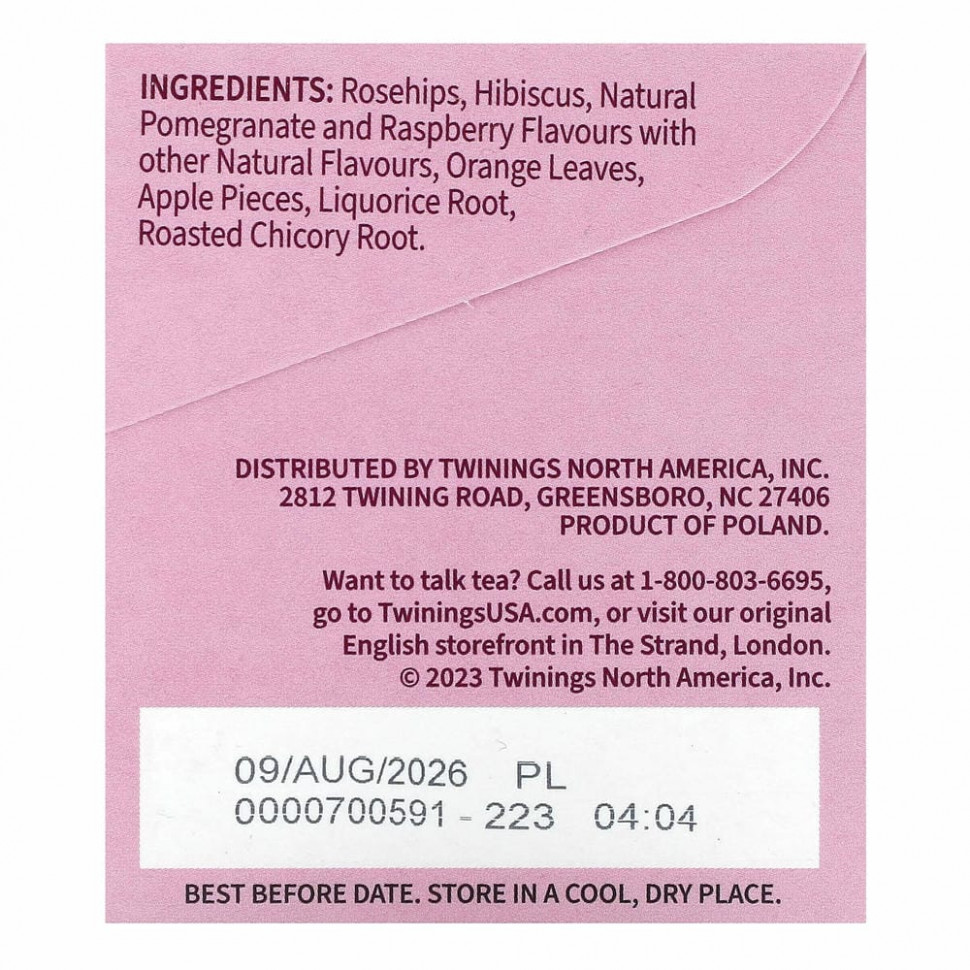 INGREDIENTS: Rosehips, Hibiscus, Natural
Pomegranate and Raspberry Flavours with
other Natural Flavours, Orange Leaves,
Apple Pieces, Liquorice Root,
Roasted Chicory Root.
DISTRIBUTED BY TWININGS NORTH AMERICA, INC.
2812 TWINING ROAD, GREENSBORO, NC 27406
PRODUCT OF POLAND.
Want to talk tea? Call us at 1-800-803-6695,
go to TwiningsUSA.com, or visit our original
English storefront in The Strand, London.
© 2023 Twinings North America, Inc.
09/AUG/2026 PL
0000700591 - 223 04:04
BEST BEFORE DATE. STORE IN A COOL, DRY PLACE.